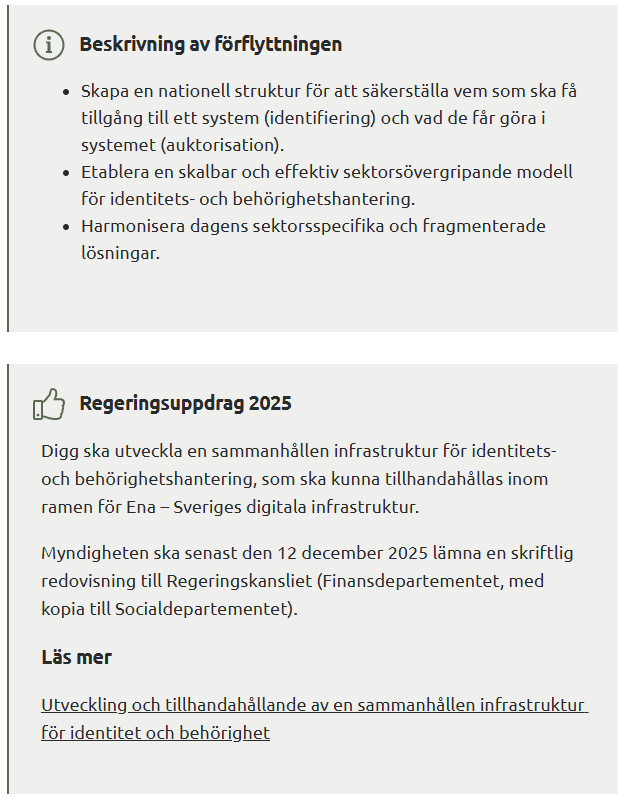 Beskrivning av förflyttningen
• Skapa en nationell struktur för att säkerställa vem som ska få
tillgång till ett system (identifiering) och vad de får göra i
systemet (auktorisation).
• Etablera en skalbar och effektiv sektorsövergripande modell
för identitets- och behörighetshantering.
• Harmonisera dagens sektorsspecifika och fragmenterade
lösningar.
Regeringsuppdrag 2025
Digg ska utveckla en sammanhållen infrastruktur för identitets-
och behörighetshantering, som ska kunna tillhandahållas inom
ramen för Ena – Sveriges digitala infrastruktur.
Myndigheten ska senast den 12 december 2025 lämna en skriftlig
redovisning till Regeringskansliet (Finansdepartementet, med
kopia till Socialdepartementet).
Läs mer
Utveckling och tillhandahållande av en sammanhållen infrastruktur
för identitet och behörighet